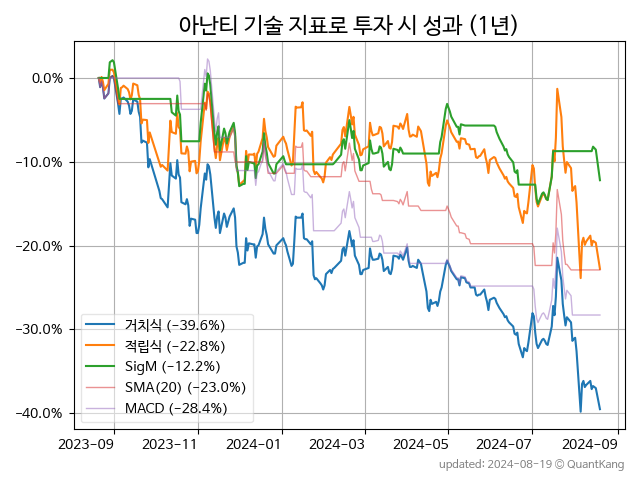 아난티 기술 지표로 투자 시 성과 (1년)
0.0%
−10.0%
−20.0%
−30.0%
−40.0%
거치식 (−39.6%)
적립식 (−22.8%)
SigM (−12.2%)
SMA(20) (−23.0%)
MACD (−28.4%)
2023-09 2023-11 2024-01 2024-03 2024-05 2024-07 2024-09
updated: 2024-08-19 © QuantKang